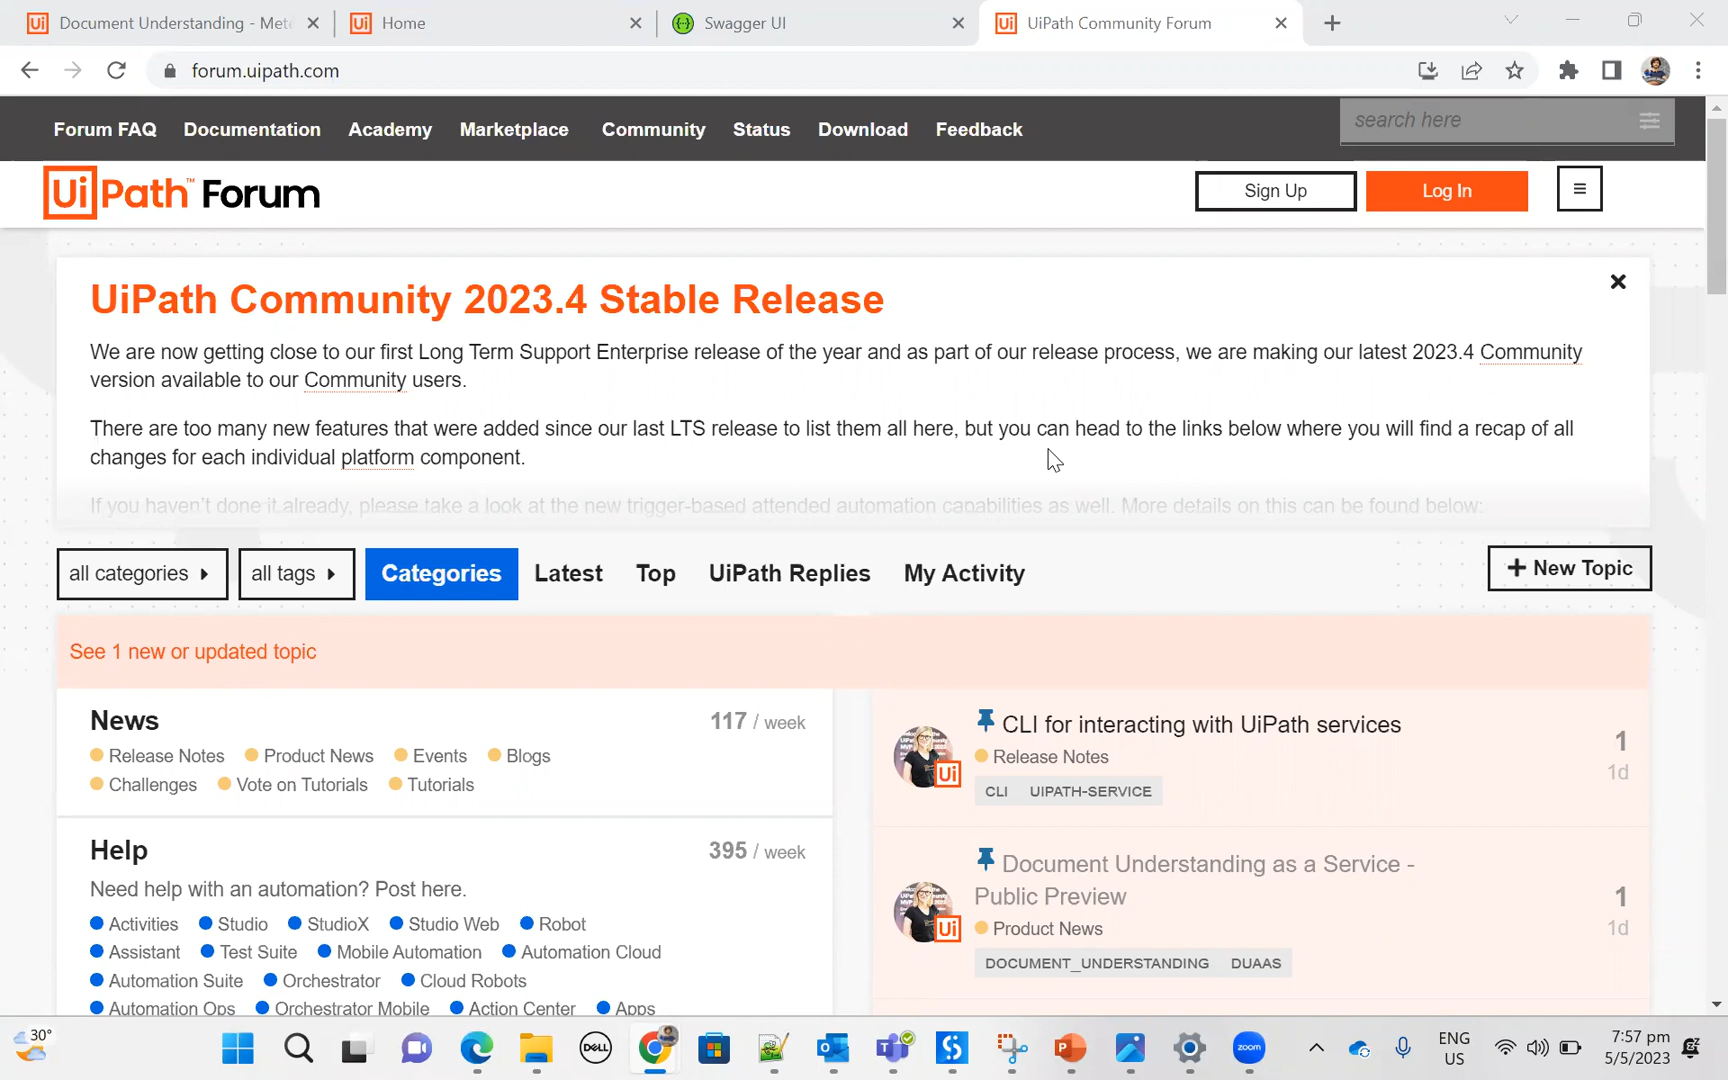 Document Understanding - Met
Home
Swagger UI
UiPath Community Forum
forum.uipath.com
Forum FAQ Documentation Academy Marketplace Community Status Download Feedback
search here
UiPath™ Forum
Sign Up
Log In
UiPath Community 2023.4 Stable Release
We are now getting close to our first Long Term Support Enterprise release of the year and as part of our release process, we are making our latest 2023.4 Community
version available to our Community users.
There are too many new features that were added since our last LTS release to list them all here, but you can head to the links below where you will find a recap of all
changes for each individual platform component.
If you haven't done it already, please take a look at the new trigger-based attended automation capabilities as well. More details on this can be found below:
all categories
all tags
Categories
Latest
Top
UiPath Replies
My Activity
+ New Topic
See 1 new or updated topic
News
117 / week
Release Notes Product News Events Blogs
Challenges Vote on Tutorials Tutorials
Help
395 / week
Need help with an automation? Post here.
Activities Studio StudioX Studio Web Robot
Assistant Test Suite Mobile Automation Automation Cloud
Automation Suite Orchestrator Cloud Robots
Automation Ops Orchestrator Mobile Action Center Apps
CLI for interacting with UiPath services
Release Notes
CLI UIPATH-SERVICE
1
1d
Ui
Document Understanding as a Service -
Public Preview
Product News
DOCUMENT_UNDERSTANDING DUAAS
1
1d
Ui
30°
DELL
zoom
ENG
US
7:57 pm
5/5/2023